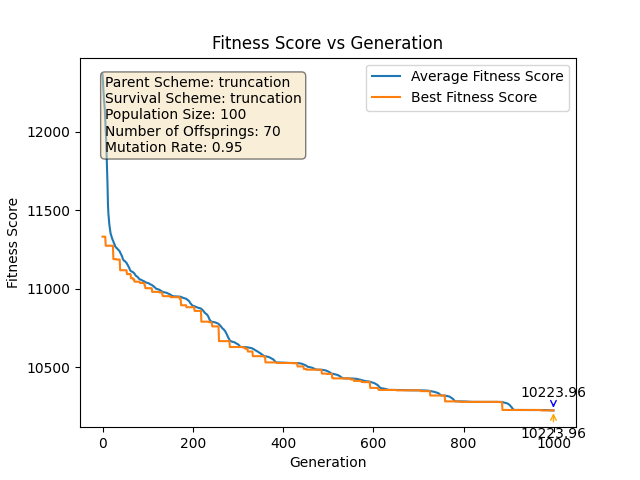 Fitness Score vs Generation
Parent Scheme: truncation
Survival Scheme: truncation
Population Size: 100
Number of Offsprings: 70
Mutation Rate: 0.95
Average Fitness Score
Best Fitness Score
Fitness Score
12000
11500
11000
10500
10223.96
10223.96
0
200
400
600
800
1000
Generation